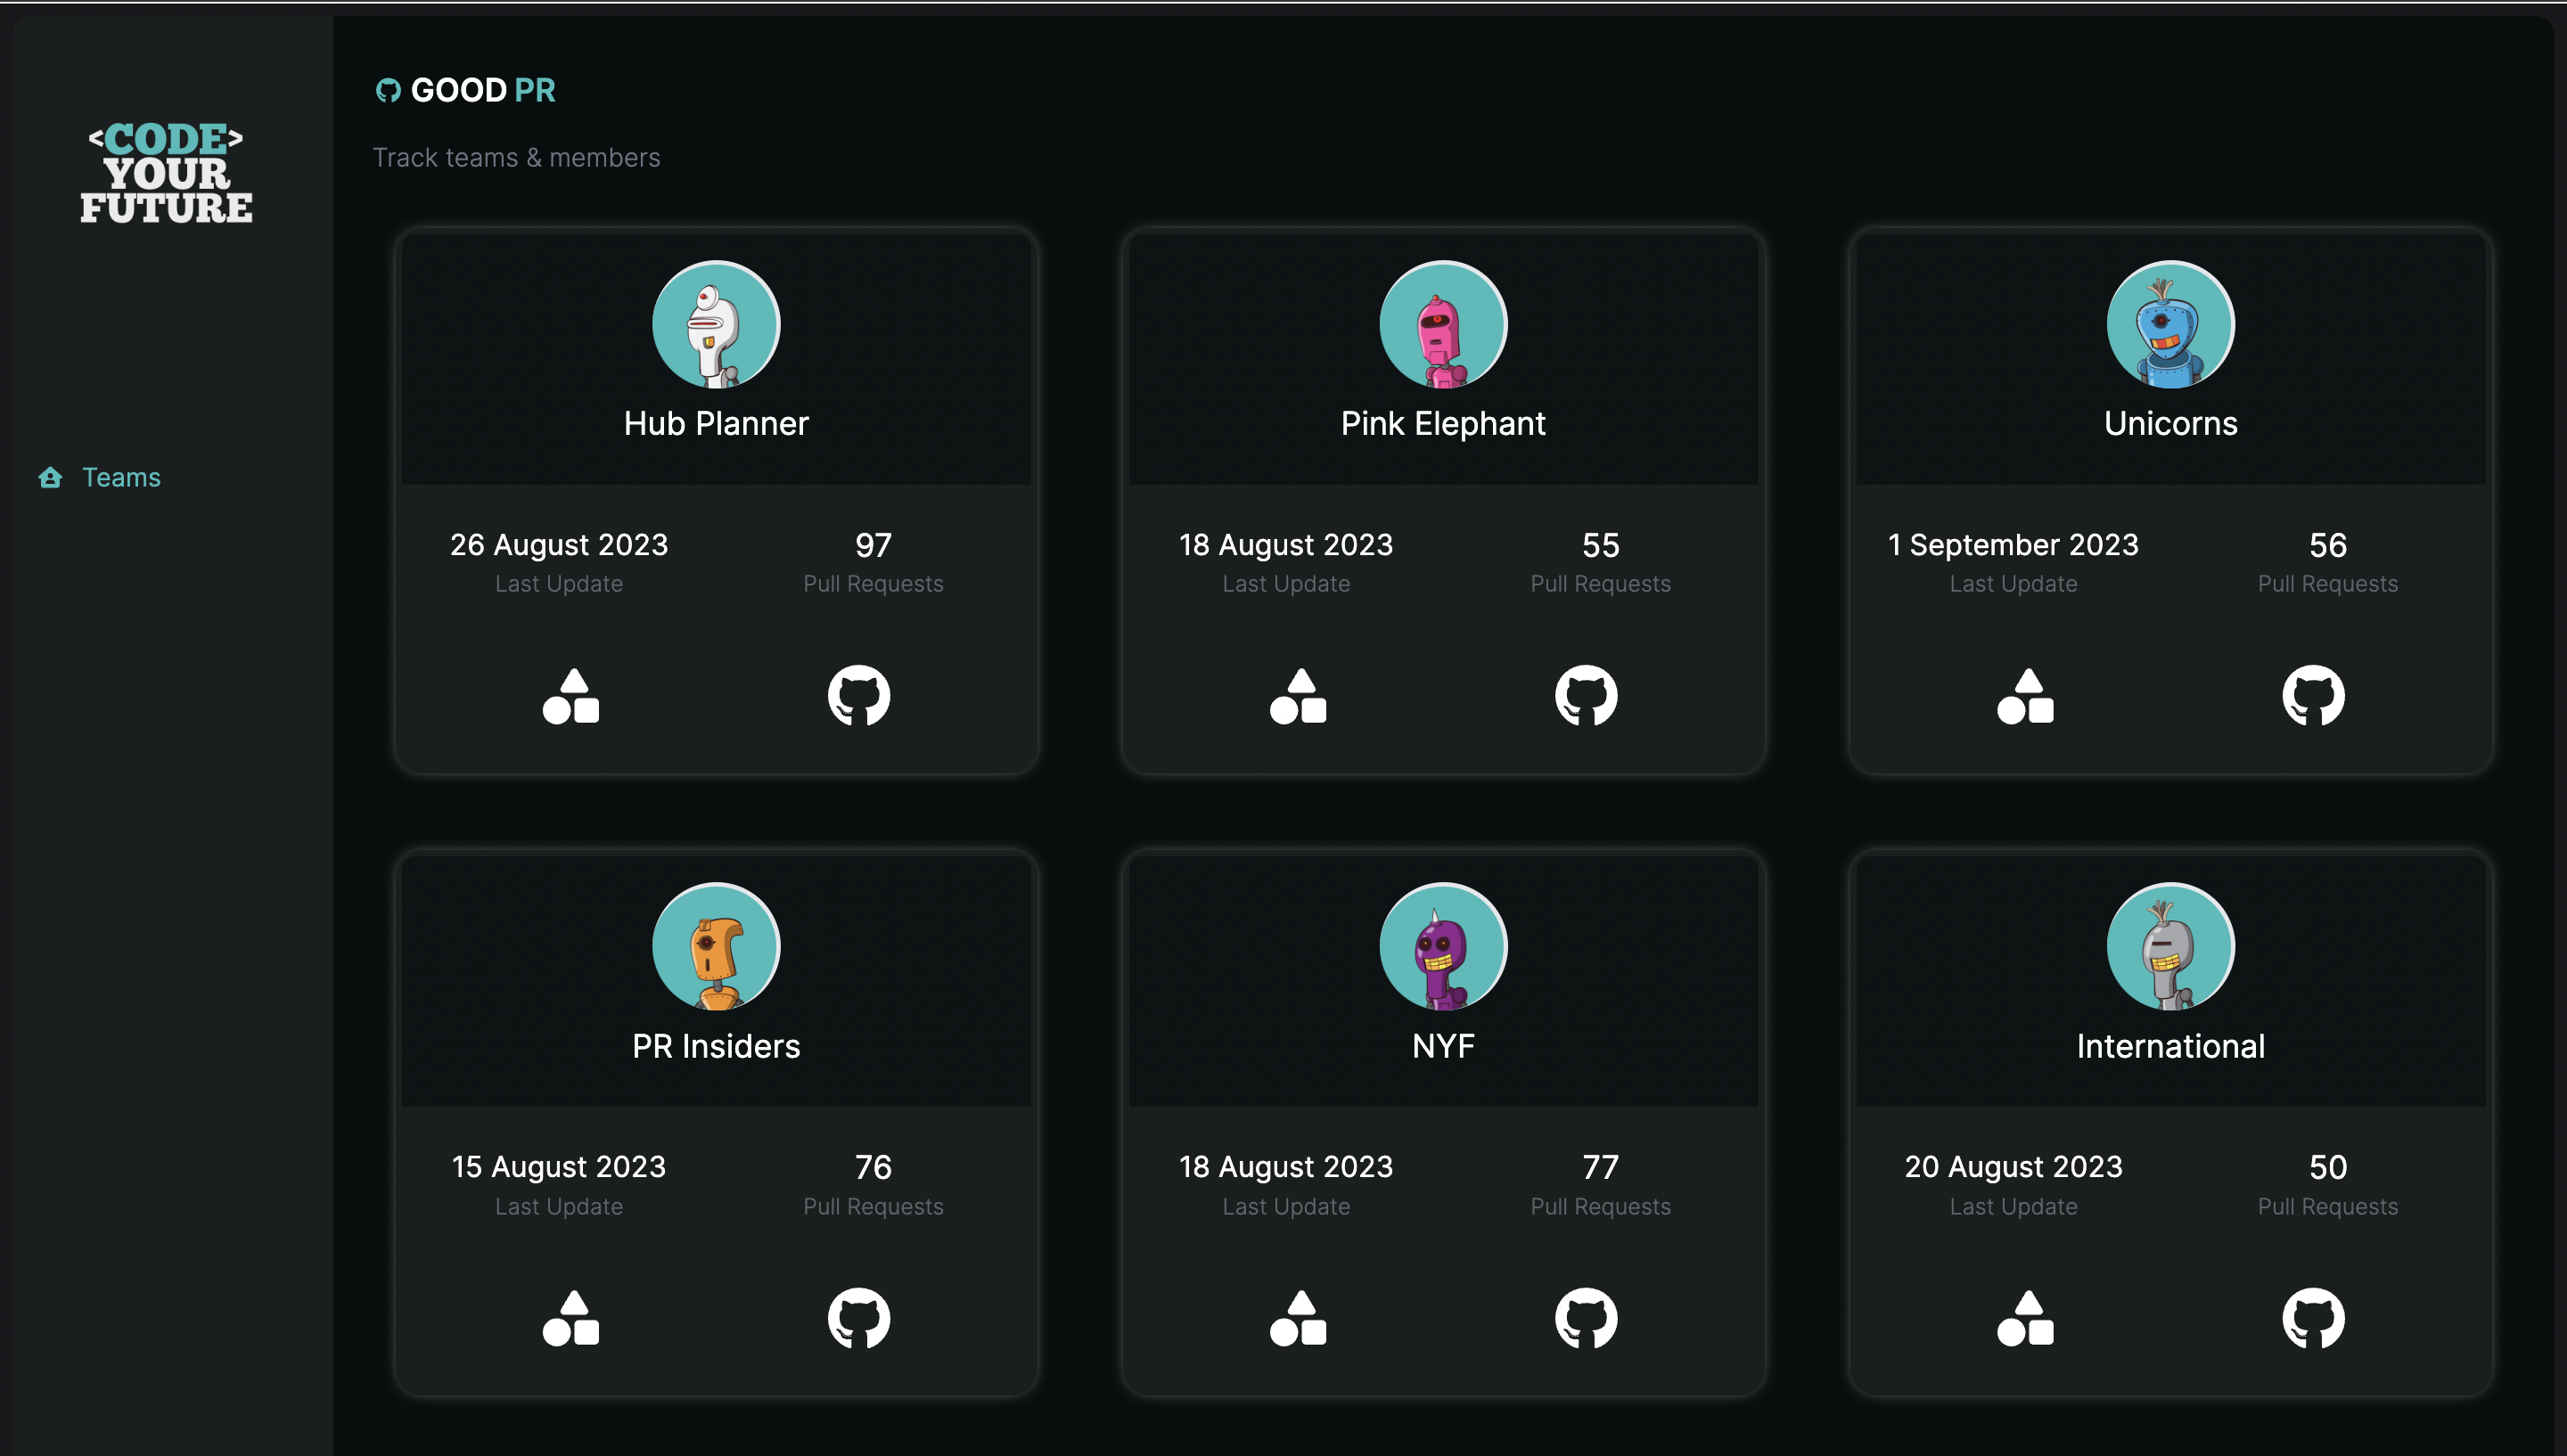 <CODE>
YOUR
FUTURE
Teams
GOOD PR
Track teams & members
Hub Planner
26 August 2023
Last Update
97
Pull Requests
Pink Elephant
18 August 2023
Last Update
55
Pull Requests
Unicorns
1 September 2023
Last Update
56
Pull Requests
PR Insiders
15 August 2023
Last Update
76
Pull Requests
NYF
18 August 2023
Last Update
77
Pull Requests
International
20 August 2023
Last Update
50
Pull Requests